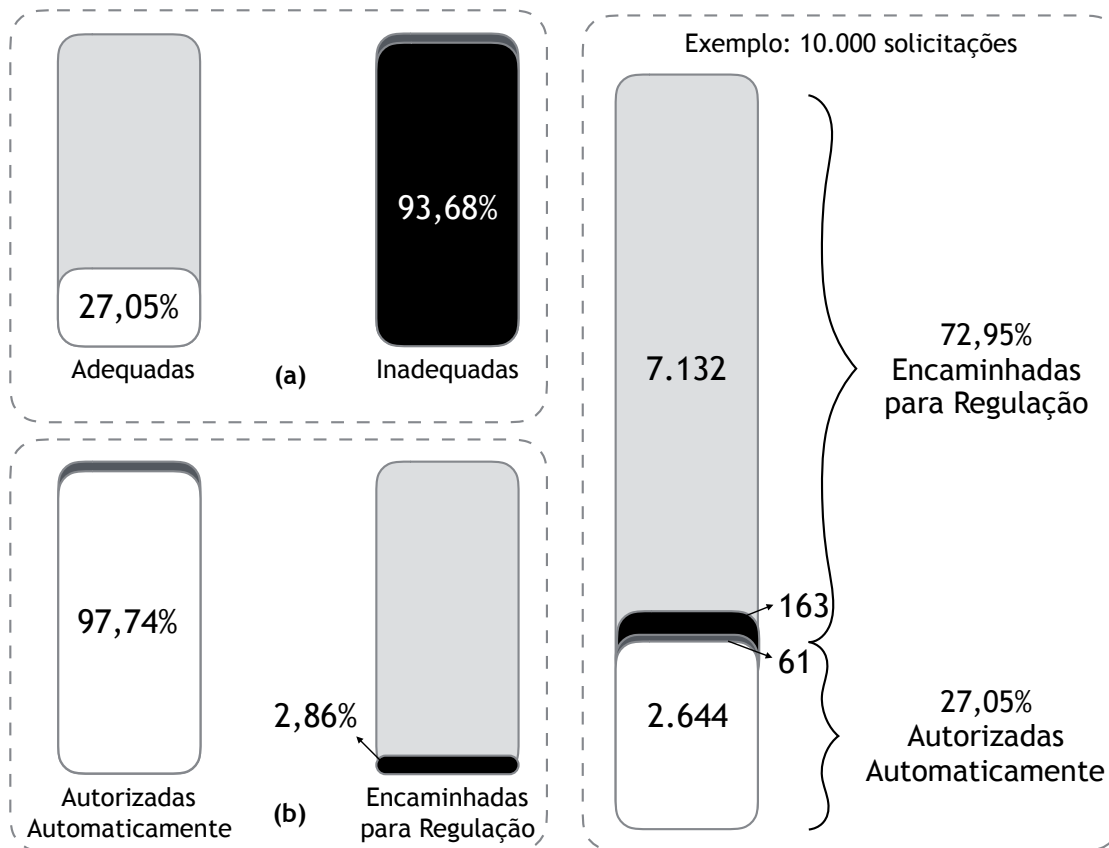 93,68%
27,05%
Adequadas
(a)
Inadequadas
97,74%
2,86%
Autorizadas
Automaticamente
(b)
Encaminhadas
para Regulação
Exemplo: 10.000 solicitações
7.132
72,95%
Encaminhadas
para Regulação
163
61
2.644
27,05%
Autorizadas
Automaticamente